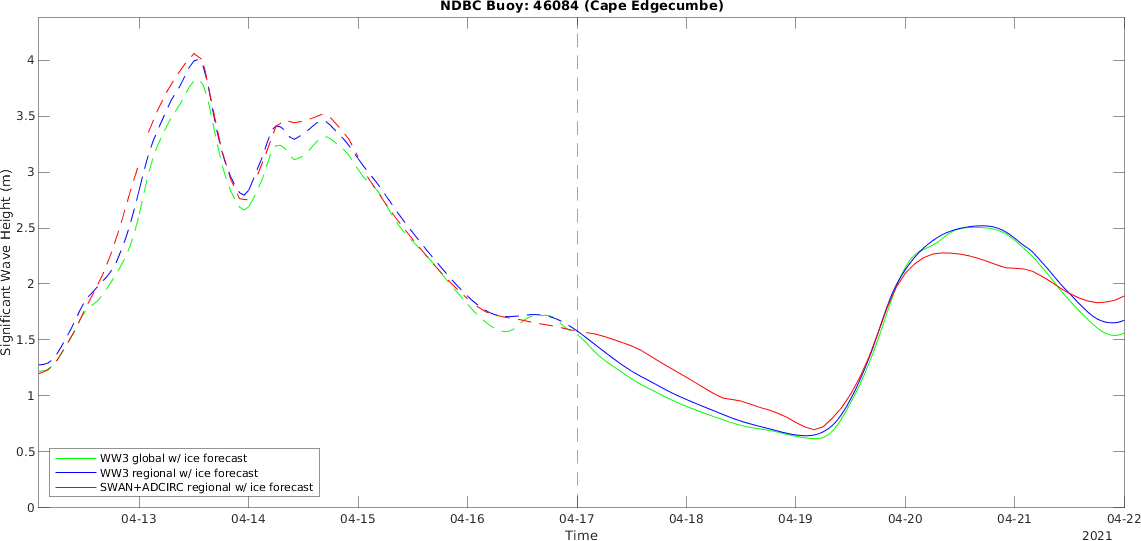 NDBC Buoy: 46084 (Cape Edgecumbe)
Significant Wave Height (m)
4
3.5
3
2.5
2
1.5
1
0.5
0
WW3 global w/ ice forecast
WW3 regional w/ ice forecast
SWAN+ADCIRC regional w/ ice forecast
04-13 04-14 04-15 04-16 04-17 04-18 04-19 04-20 04-21 04-22
Time
2021